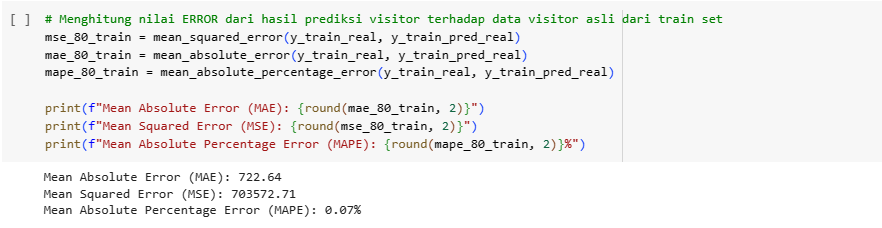 [ ] # Menghitung nilai ERROR dari hasil prediksi visitor terhadap data visitor asli dari train set
mse_80_train = mean_squared_error(y_train_real, y_train_pred_real)
mae_80_train = mean_absolute_error(y_train_real, y_train_pred_real)
mape_80_train = mean_absolute_percentage_error(y_train_real, y_train_pred_real)
print(f"Mean Absolute Error (MAE): {round(mae_80_train, 2)}")
print(f"Mean Squared Error (MSE): {round(mse_80_train, 2)}")
print(f"Mean Absolute Percentage Error (MAPE): {round(mape_80_train, 2)}%")
Mean Absolute Error (MAE): 722.64
Mean Squared Error (MSE): 703572.71
Mean Absolute Percentage Error (MAPE): 0.07%